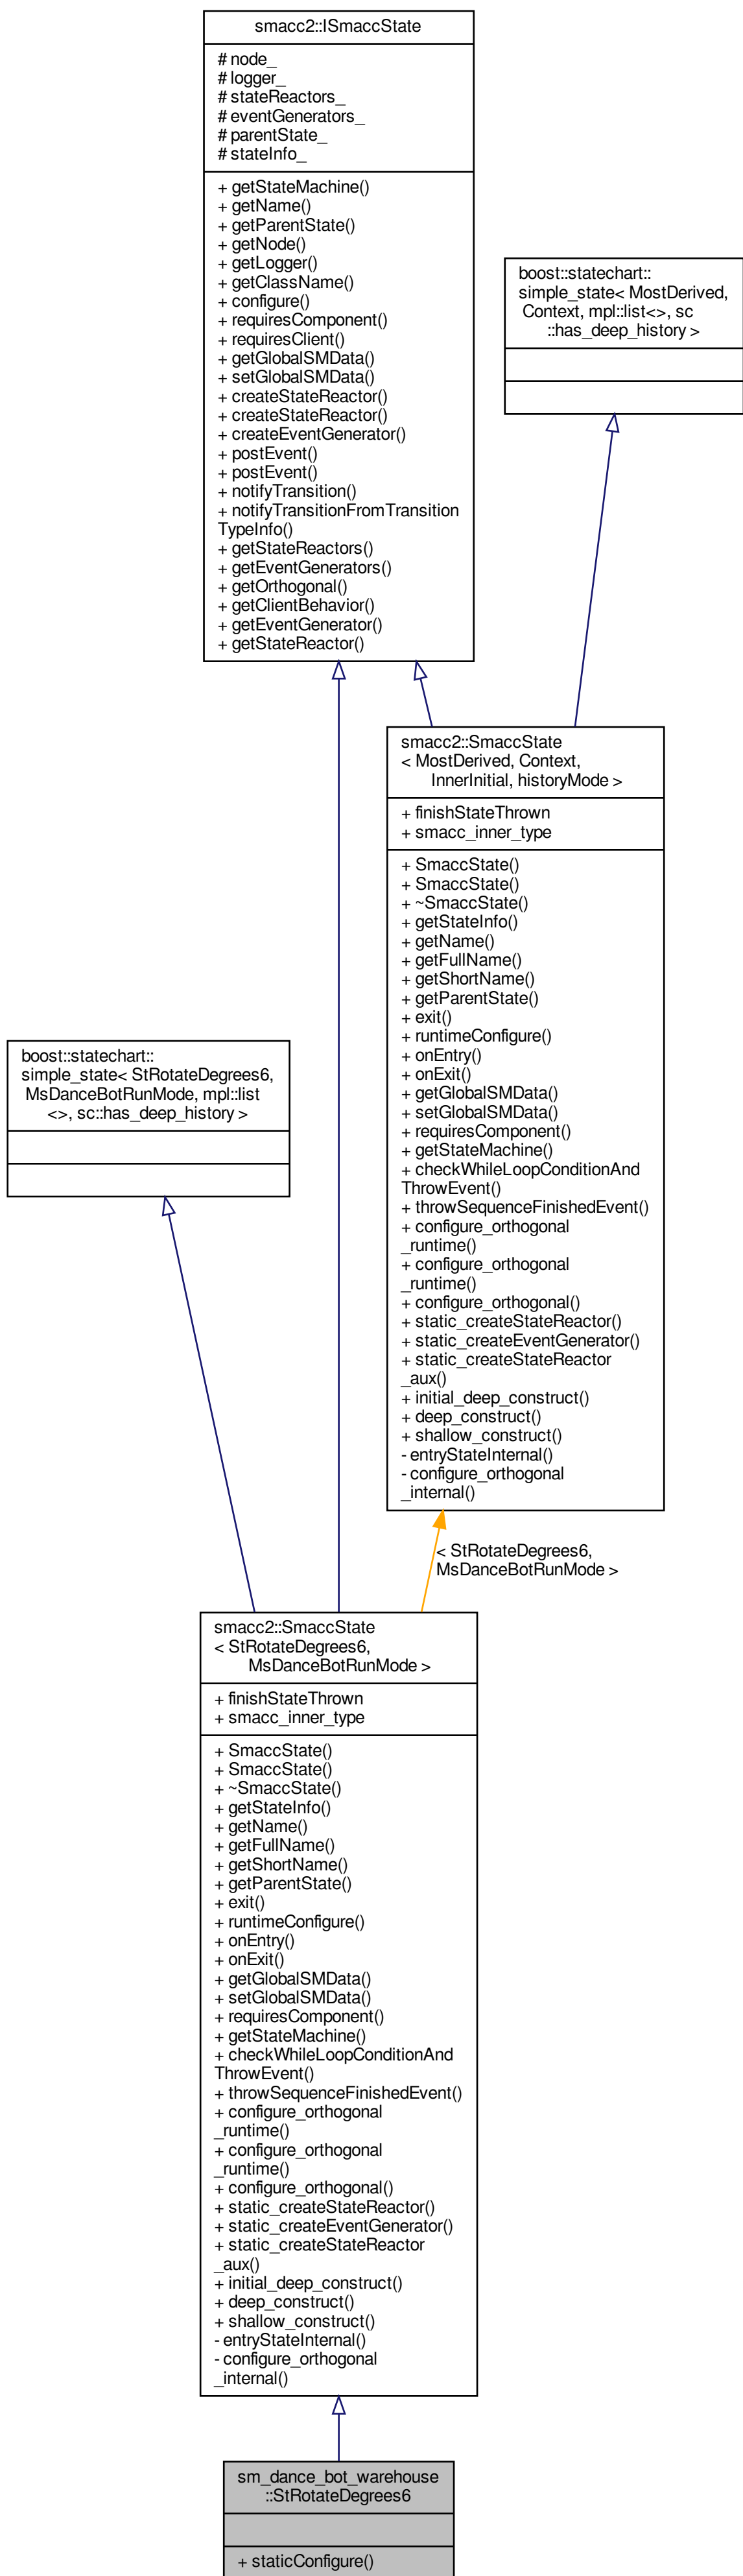 smacc2::ISmaccState
# node_
# logger_
# stateReactors_
# eventGenerators_
# parentState_
# stateInfo_
+ getStateMachine()
+ getName()
+ getParentState()
+ getNode()
+ getLogger()
+ getClassName()
+ configure()
+ requiresComponent()
+ requiresClient()
+ getGlobalSMData()
+ setGlobalSMData()
+ createStateReactor()
+ createStateReactor()
+ createEventGenerator()
+ postEvent()
+ postEvent()
+ notifyTransition()
+ notifyTransitionFromTransition
TypeInfo()
+ getStateReactors()
+ getEventGenerators()
+ getOrthogonal()
+ getClientBehavior()
+ getEventGenerator()
+ getStateReactor()
boost::statechart::
simple_state< MostDerived,
Context, mpl::list<>, sc
::has_deep_history >
smacc2::SmaccState
< MostDerived, Context,
InnerInitial, historyMode >
+ finishStateThrown
+ smacc_inner_type
+ SmaccState()
+ SmaccState()
+ ~SmaccState()
+ getStateInfo()
+ getName()
+ getFullName()
+ getShortName()
+ getParentState()
+ exit()
+ runtimeConfigure()
+ onEntry()
+ onExit()
+ getGlobalSMData()
+ setGlobalSMData()
+ requiresComponent()
+ getStateMachine()
+ checkWhileLoopConditionAnd
ThrowEvent()
+ throwSequenceFinishedEvent()
+ configure_orthogonal
_runtime()
+ configure_orthogonal
_runtime()
+ configure_orthogonal()
+ static_createStateReactor()
+ static_createEventGenerator()
+ static_createStateReactor
_aux()
+ initial_deep_construct()
+ deep_construct()
+ shallow_construct()
- entryStateInternal()
- configure_orthogonal
_internal()
boost::statechart::
simple_state< StRotateDegrees6,
MsDanceBotRunMode, mpl::list
<>, sc::has_deep_history >
< StRotateDegrees6,
MsDanceBotRunMode >
smacc2::SmaccState
< StRotateDegrees6,
MsDanceBotRunMode >
+ finishStateThrown
+ smacc_inner_type
+ SmaccState()
+ SmaccState()
+ ~SmaccState()
+ getStateInfo()
+ getName()
+ getFullName()
+ getShortName()
+ getParentState()
+ exit()
+ runtimeConfigure()
+ onEntry()
+ onExit()
+ getGlobalSMData()
+ setGlobalSMData()
+ requiresComponent()
+ getStateMachine()
+ checkWhileLoopConditionAnd
ThrowEvent()
+ throwSequenceFinishedEvent()
+ configure_orthogonal
_runtime()
+ configure_orthogonal
_runtime()
+ configure_orthogonal()
+ static_createStateReactor()
+ static_createEventGenerator()
+ static_createStateReactor
_aux()
+ initial_deep_construct()
+ deep_construct()
+ shallow_construct()
- entryStateInternal()
- configure_orthogonal
_internal()
sm_dance_bot_warehouse
::StRotateDegrees6
+ staticConfigure()